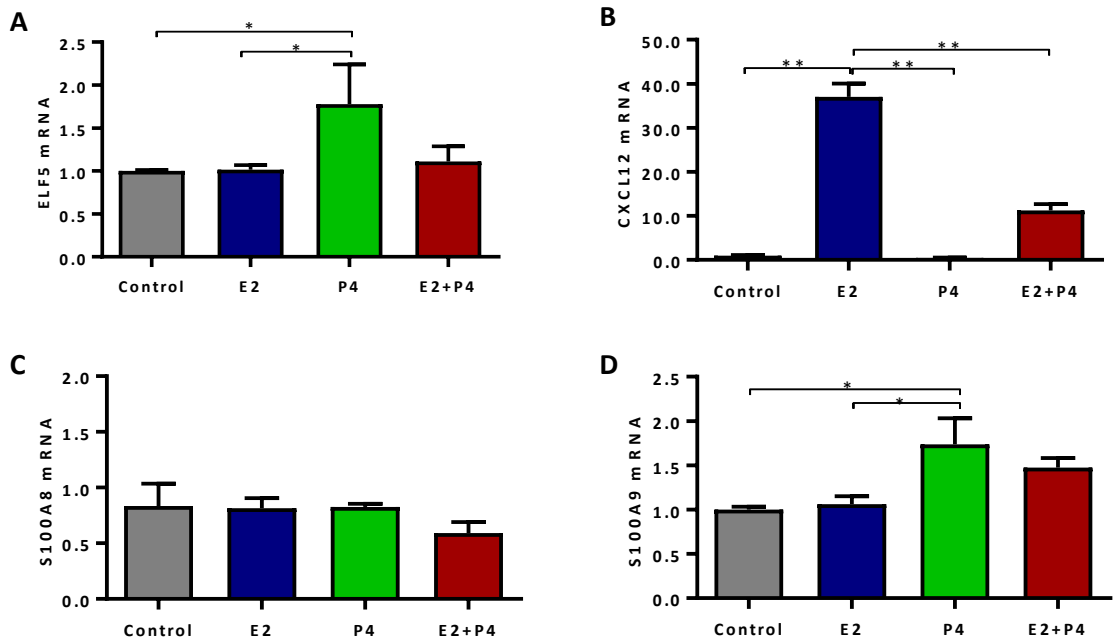 A
ELF5 mRNA
2.5
2.0
1.5
1.0
0.5
0.0
*
*
Control E2 P4 E2+P4
B
CXCL12 mRNA
50.0
40.0
30.0
20.0
10.0
0.0
**
** **
Control E2 P4 E2+P4
C
S100A8 mRNA
2.0
1.5
1.0
0.5
0.0
Control E2 P4 E2+P4
D
S100A9 mRNA
2.5
2.0
1.5
1.0
0.5
0.0
*
*
Control E2 P4 E2+P4